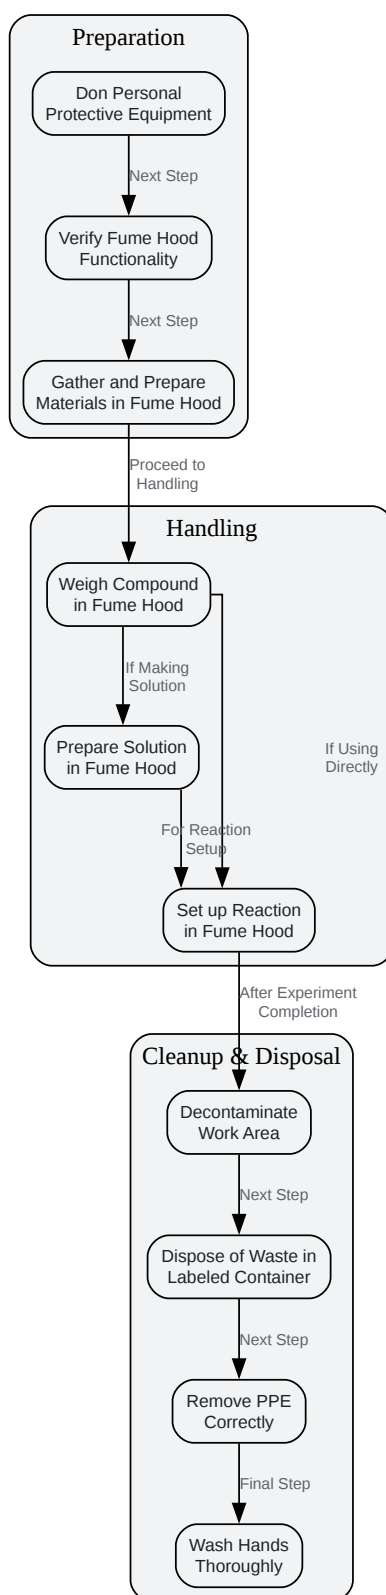 Preparation
Don Personal
Protective Equipment
Next Step
Verify Fume Hood
Functionality
Next Step
Gather and Prepare
Materials in Fume Hood
Proceed to
Handling
Handling
Weigh Compound
in Fume Hood
If Making
Solution
Prepare Solution
in Fume Hood
If Using
Directly
For Reaction
Setup
Set up Reaction
in Fume Hood
After Experiment
Completion
Cleanup & Disposal
Decontaminate
Work Area
Next Step
Dispose of Waste in
Labeled Container
Next Step
Remove PPE
Correctly
Final Step
Wash Hands
Thoroughly